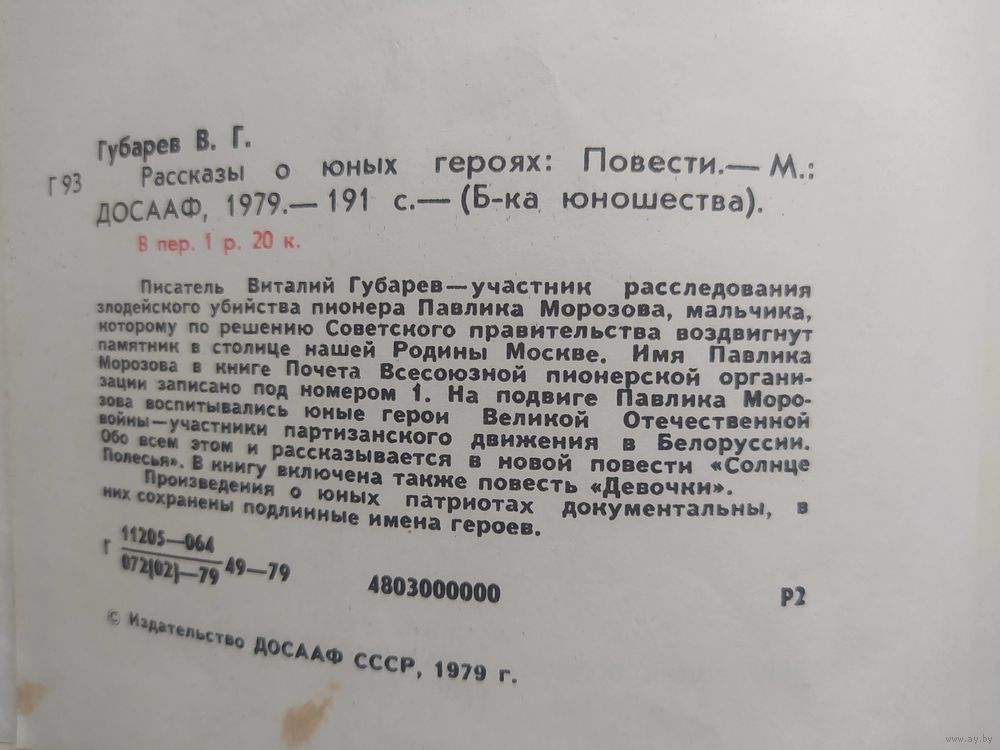 Губарев В. Г.
Г 93 Рассказы о юных героях: Повести.— М.:
ДОСААФ, 1979.— 191 с.— (Б-ка юношества).
В пер. 1 р. 20 к.
Писатель Виталий Губарев—участник расследования
злодейского убийства пионера Павлика Морозова, мальчика,
которому по решению Советского правительства воздвигнут
памятник в столице нашей Родины Москве. Имя Павлика
Морозова в книге Почета Всесоюзной пионерской органи-
зации записано под номером 1. На подвиге Павлика Моро-
зова воспитывались юные герои Великой Отечественной
войны—участники партизанского движения в Белоруссии.
Обо всем этом и рассказывается в новой повести «Солнце
Полесья». В книгу включена также повесть «Девочки».
Произведения о юных патриотах документальны, в
них сохранены подлинные имена героев.
Г 11205—064
072(02)—79 49—79 4803000000 Р2
© Издательство ДОСААФ СССР, 1979 г.
www.ay.by